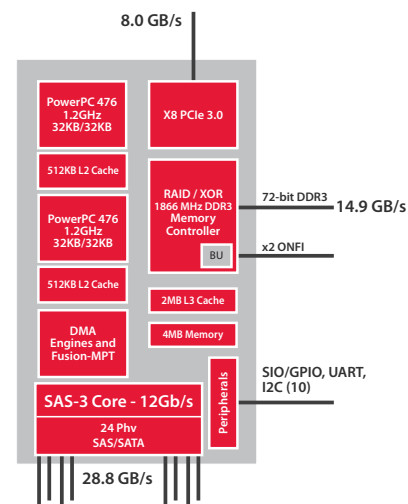 8.0 GB/s
PowerPC 476
1.2GHz
32KB/32KB
X8 PCIe 3.0
512KB L2 Cache
RAID / XOR
1866 MHz DDR3
Memory
Controller
BU
72-bit DDR3
14.9 GB/s
x2 ONFI
PowerPC 476
1.2GHz
32KB/32KB
512KB L2 Cache
2MB L3 Cache
4MB Memory
DMA
Engines and
Fusion-MPT
Peripherals
SIO/GPIO, UART,
I2C (10)
SAS-3 Core - 12Gb/s
24 Phv
SAS/SATA
28.8 GB/s